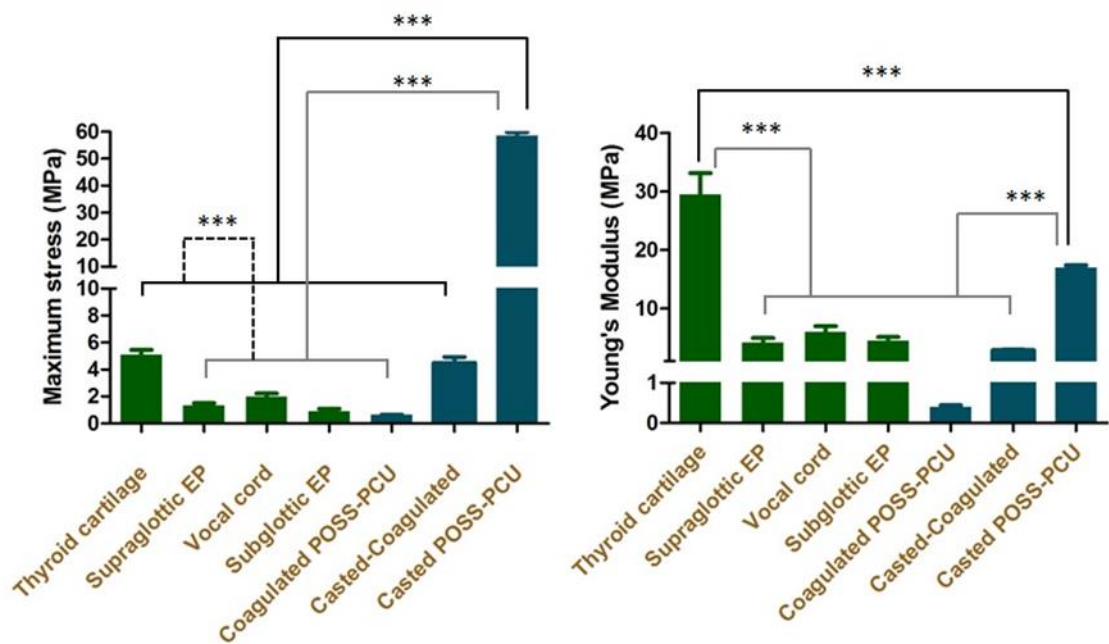 ***
***
Maximum stress (MPa)
60
50
40
30
20
10
***
10
8
6
4
2
0
Thyroid cartilage
Supraglottic EP
Vocal cord
Subglottic EP
Coagulated POSS-PCU
Casted-Coagulated
Casted POSS-PCU
***
***
***
Young's Modulus (MPa)
40
30
20
10
1
0
Thyroid cartilage
Supraglottic EP
Vocal cord
Subglottic EP
Coagulated POSS-PCU
Casted-Coagulated
Casted POSS-PCU